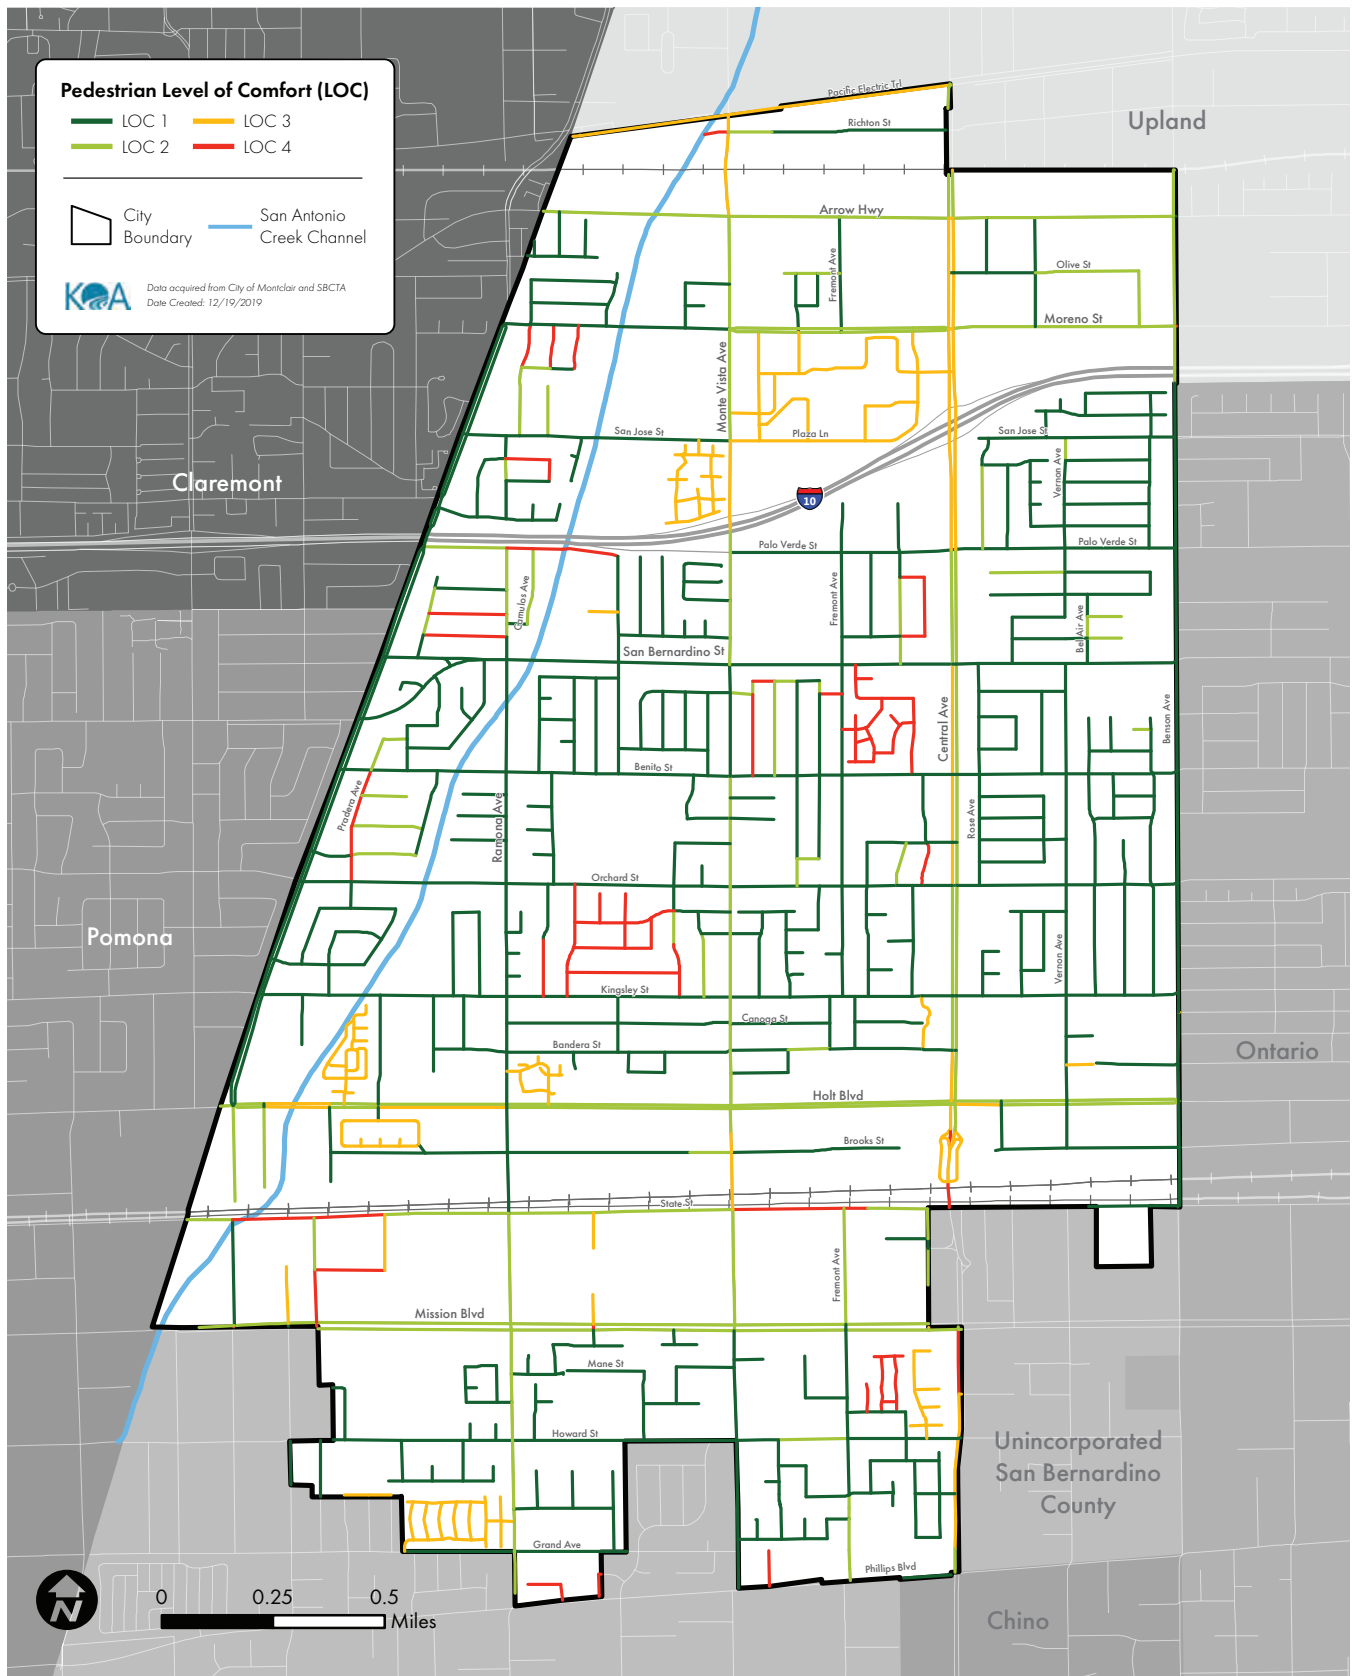 Pedestrian Level of Comfort (LOC)
LOC 1
LOC 3
LOC 2
LOC 4
City
Boundary
San Antonio
Creek Channel
KOA
Data acquired from City of Montclair and SBCTA
Date Created: 12/19/2019
Pacific Electric Trl
Richton St
Upland
Arrow Hwy
Fremont Ave
Olive St
Moreno St
Monte Vista Ave
San Jose St
Plaza Ln
San Jose St
Vernon Ave
Claremont
10
Palo Verde St
Palo Verde St
Camulos Ave
Fremont Ave
Bel Air Ave
San Bernardino St
Central Ave
Benson Ave
Benito St
Pradera Ave
Ramona Ave
Rose Ave
Orchard St
Pomona
Vernon Ave
Kingsley St
Canoga St
Bandera St
Ontario
Holt Blvd
Brooks St
State St
Fremont Ave
Mission Blvd
Mane St
Howard St
Unincorporated
San Bernardino
County
Grand Ave
Phillips Blvd
N
0
0.25
0.5
Miles
Chino